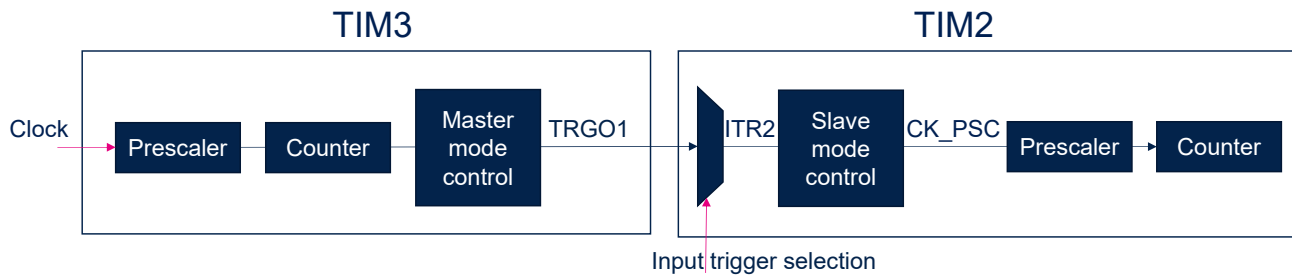 TIM3
TIM2
Clock
Prescaler
Counter
Master
mode
control
TRGO1
ITR2
Slave
mode
control
CK_PSC
Prescaler
Counter
Input trigger selection